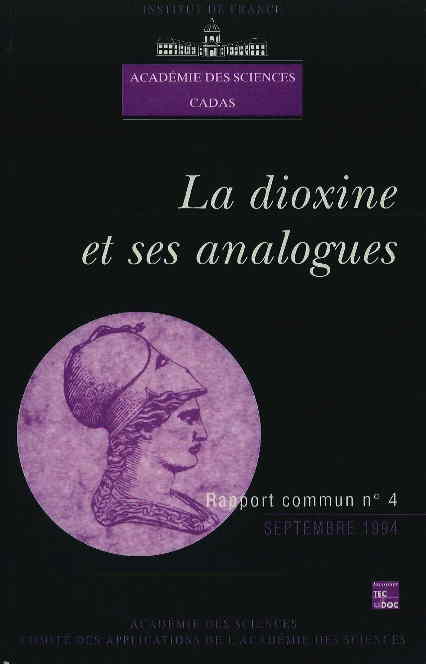 INSTITUT DE FRANCE
ACADÉMIE DES SCIENCES
CADAS
La dioxine
et ses analogues
Rapport commun n° 4
SEPTEMBRE 1994
TEC
&DOC
ACADÉMIE DES SCIENCES
COMITÉ DES APPLICATIONS DE L'ACADÉMIE DES SCIENCES